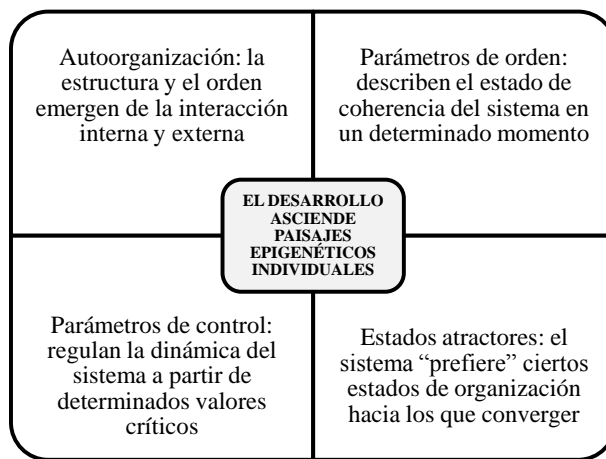 Autoorganización: la
estructura y el orden
emergen de la interacción
interna y externa
Parámetros de orden:
describen el estado de
coherencia del sistema en
un determinado momento
EL DESARROLLO
ASCIENDE
PAISAJES
EPIGENÉTICOS
INDIVIDUALES
Parámetros de control:
regulan la dinámica del
sistema a partir de
determinados valores
críticos
Estados atractores: el
sistema “prefiere” ciertos
estados de organización
hacia los que converger